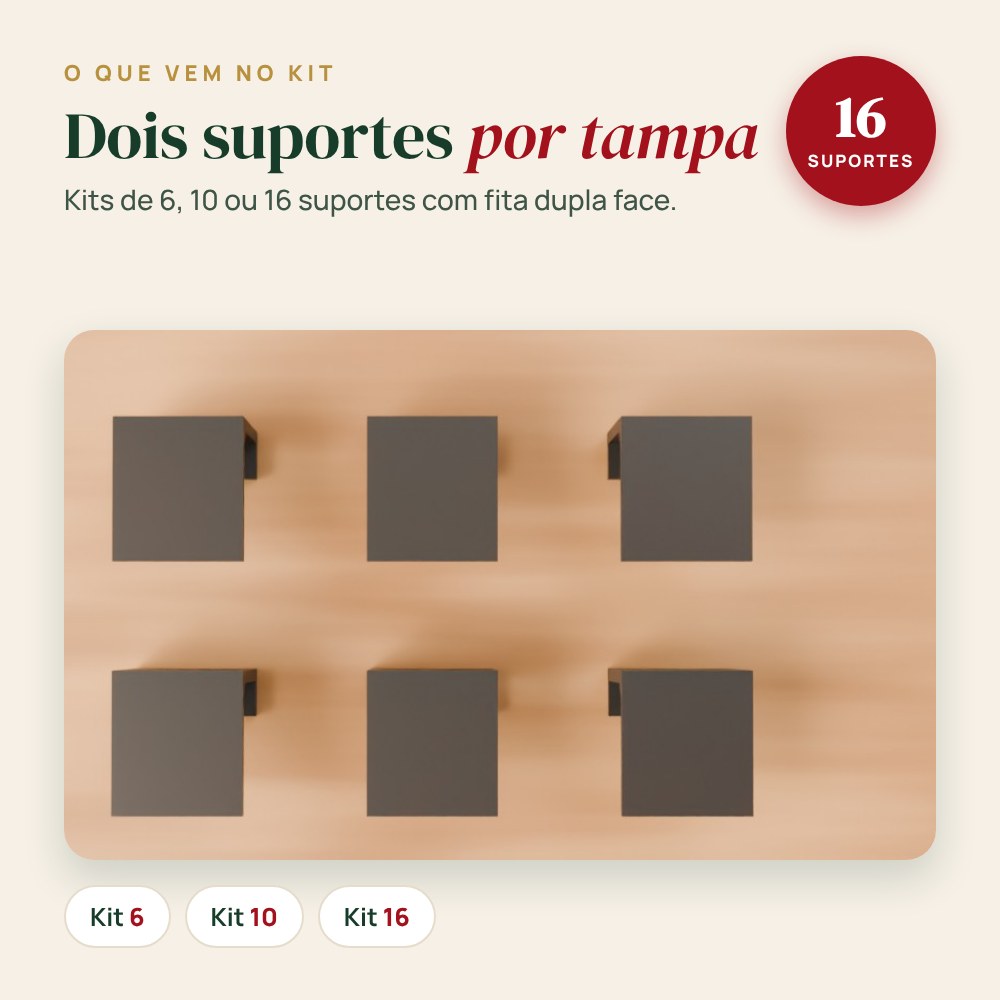 O QUE VEM NO KIT
Dois suportes por tampa
Kits de 6, 10 ou 16 suportes com fita dupla face.
16
SUPORTES
Kit 6
Kit 10
Kit 16